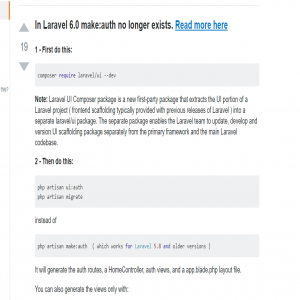 In Laravel 6.0 make:auth no longer exists. Read more here
19
1 - First do this:
composer require laravel/ui --dev
Note: Laravel UI Composer package is a new first-party package that extracts the UI portion of a
Laravel project ( frontend scaffolding typically provided with previous releases of Laravel ) into a
separate laravel/ui package. The separate package enables the Laravel team to update, develop and
version UI scaffolding package separately from the primary framework and the main Laravel
codebase.
2 - Then do this:
php artisan ui:auth
php artisan migrate
instead of
php artisan make:auth ( which works for Laravel 5.8 and older versions )
It will generate the auth routes, a HomeController, auth views, and a app.blade.php layout file.
You can also generate the views only with: